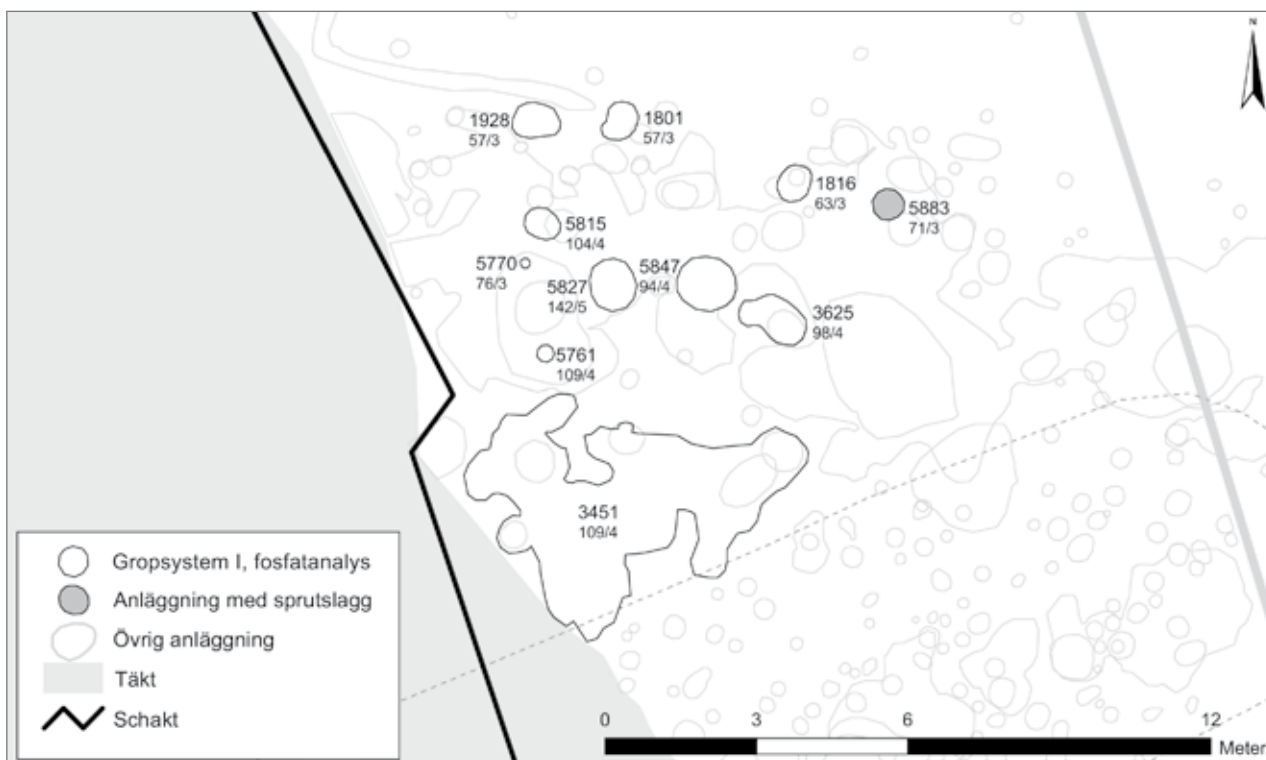 N
1928
57/3
1801
57/3
1816
63/3
5883
71/3
5815
104/4
5770
76/3
5827
142/5
5847
94/4
3625
98/4
5761
109/4
3451
109/4
Gropsystem I, fosfatanalys
Anläggning med sprutslagg
Övrig anläggning
Täkt
Schakt
0 3 6 12
Meter